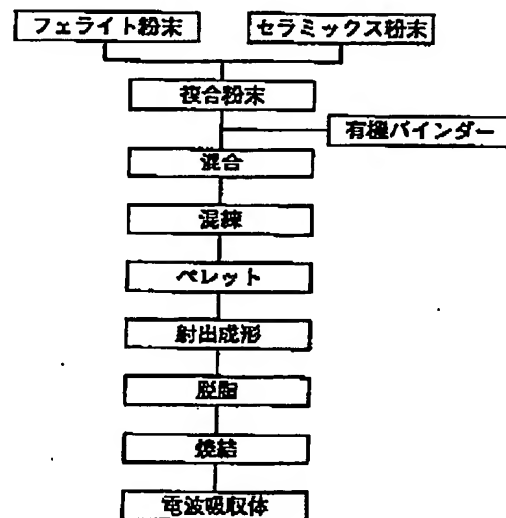 フェライト粉末
セラミックス粉末
複合粉末
有機バインダー
混合
混練
ペレット
射出成形
脱脂
焼結
電波吸収体